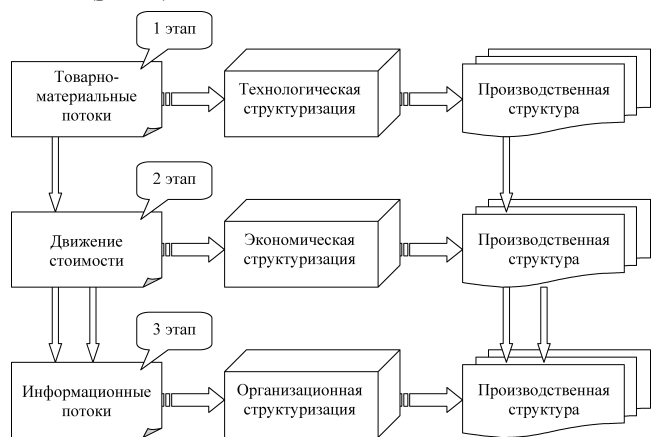 1 этап
Товарно-
материальные
потоки
Технологическая
структуризация
Производственная
структура
2 этап
Движение
стоимости
Экономическая
структуризация
Производственная
структура
3 этап
Информационные
потоки
Организационная
структуризация
Производственная
структура